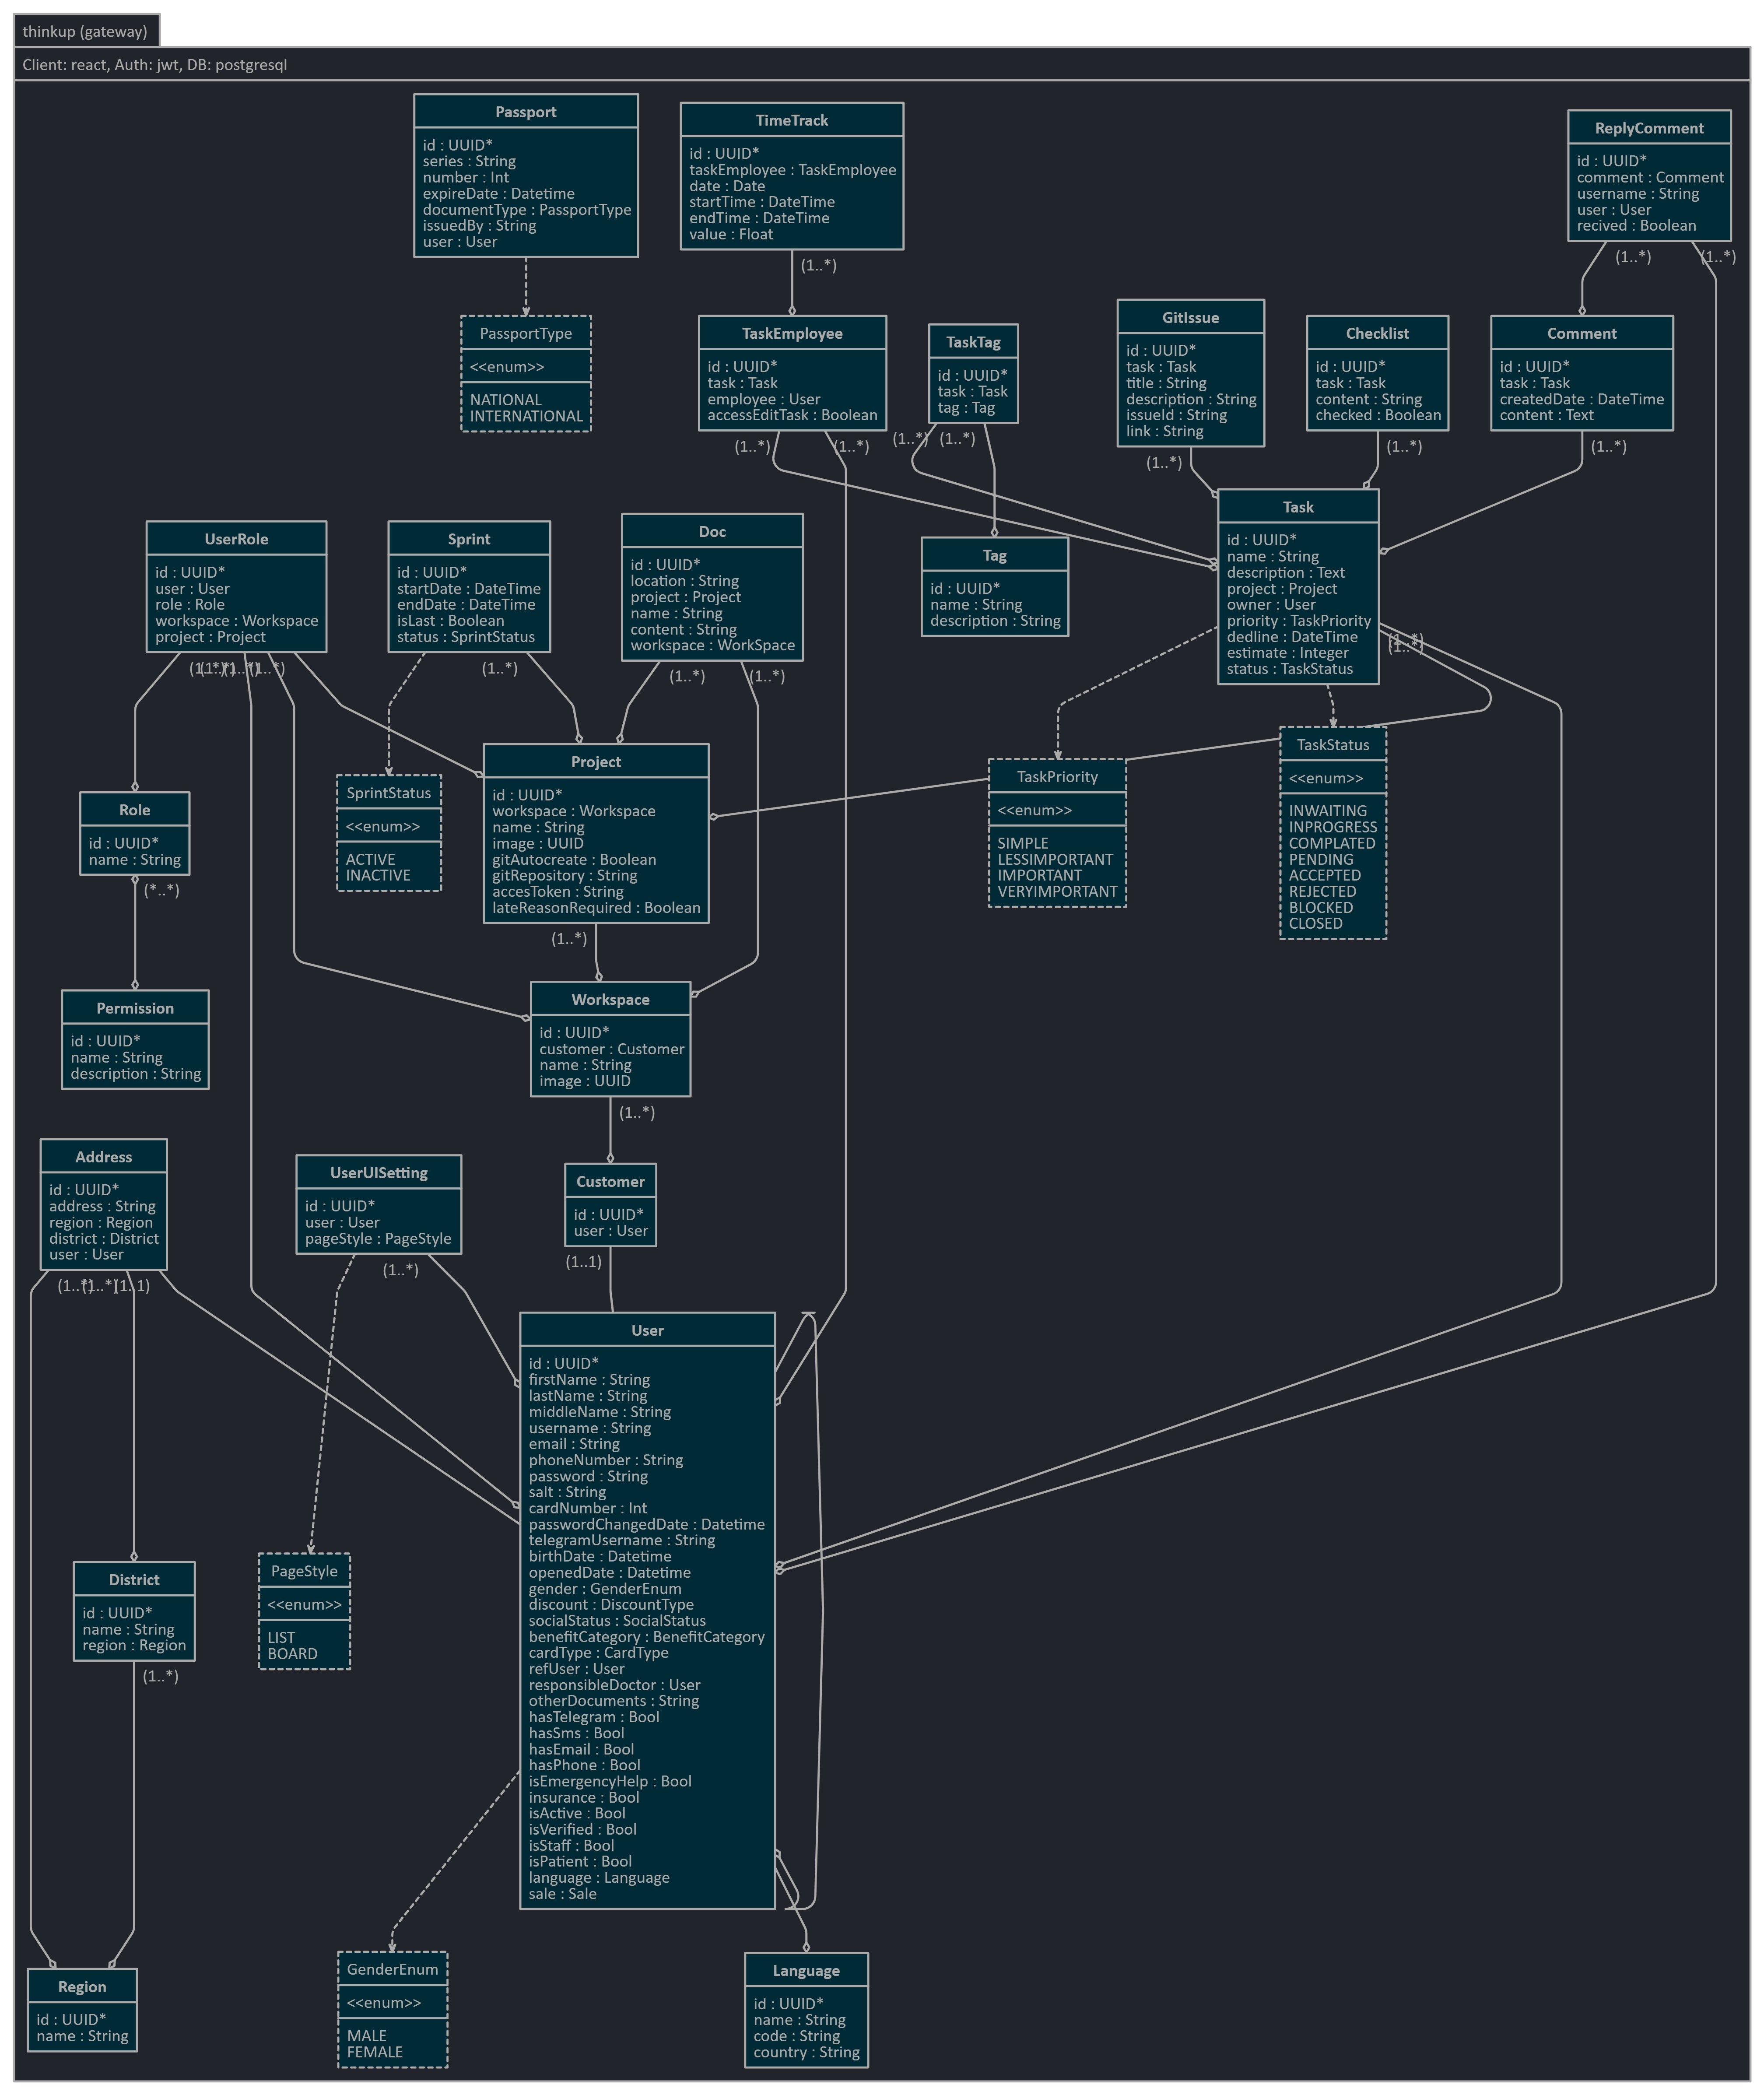 thinkup (gateway)
Client: react, Auth: jwt, DB: postgresql
Passport
id : UUID*
series : String
number : Int
expireDate : Datetime
documentType : PassportType
issuedBy : String
user : User
TimeTrack
id : UUID*
taskEmployee : TaskEmployee
date : Date
startTime : DateTime
endTime : DateTime
value : Float
(1..*)
ReplyComment
id : UUID*
comment : Comment
username : String
user : User
recived : Boolean
(1..*)
(1..*)
PassportType
<<enum>>
NATIONAL
INTERNATIONAL
TaskEmployee
id : UUID*
task : Task
employee : User
accessEditTask : Boolean
(1..*)
(1..*)
TaskTag
id : UUID*
task : Task
tag : Tag
(1..*)
(1..*)
GitIssue
id : UUID*
task : Task
title : String
description : String
issueId : String
link : String
(1..*)
Checklist
id : UUID*
task : Task
content : String
checked : Boolean
(1..*)
Comment
id : UUID*
task : Task
createdDate : DateTime
content : Text
(1..*)
UserRole
id : UUID*
user : User
role : Role
workspace : Workspace
project : Project
(1..*)
Sprint
id : UUID*
startDate : DateTime
endDate : DateTime
isLast : Boolean
status : SprintStatus
(1..*)
Doc
id : UUID*
location : String
project : Project
name : String
content : String
workspace : WorkSpace
(1..*)
(1..*)
Tag
id : UUID*
name : String
description : String
Task
id : UUID*
name : String
description : Text
project : Project
owner : User
priority : TaskPriority
dedline : DateTime
estimate : Integer
status : TaskStatus
(1..*)
(1..*)
Role
id : UUID*
name : String
(*..*)
SprintStatus
<<enum>>
ACTIVE
INACTIVE
Project
id : UUID*
workspace : Workspace
name : String
image : UUID
gitAutocreate : Boolean
gitRepository : String
accesToken : String
lateReasonRequired : Boolean
(1..*)
TaskPriority
<<enum>>
SIMPLE
LESSIMPORTANT
IMPORTANT
VERYIMPORTANT
TaskStatus
<<enum>>
INWAITING
INPROGRESS
COMPLATED
PENDING
ACCEPTED
REJECTED
BLOCKED
CLOSED
Permission
id : UUID*
name : String
description : String
Workspace
id : UUID*
customer : Customer
name : String
image : UUID
(1..*)
Address
id : UUID*
address : String
region : Region
district : District
user : User
UserUISetting
id : UUID*
user : User
pageStyle : PageStyle
(1..*)
Customer
id : UUID*
user : User
(1..1)
User
id : UUID*
firstName : String
lastName : String
middleName : String
username : String
email : String
phoneNumber : String
password : String
salt : String
cardNumber : Int
passwordChangedDate : Datetime
telegramUsername : String
birthDate : Datetime
openedDate : Datetime
gender : GenderEnum
discount : DiscountType
socialStatus : SocialStatus
benefitCategory : BenefitCategory
cardType : CardType
refUser : User
responsibleDoctor : User
otherDocuments : String
hasTelegram : Bool
hasSms : Bool
hasEmail : Bool
hasPhone : Bool
isEmergencyHelp : Bool
insurance : Bool
isActive : Bool
isVerified : Bool
isStaff : Bool
isPatient : Bool
language : Language
sale : Sale
District
id : UUID*
name : String
region : Region
(1..*)
PageStyle
<<enum>>
LIST
BOARD
Region
id : UUID*
name : String
GenderEnum
<<enum>>
MALE
FEMALE
Language
id : UUID*
name : String
code : String
country : String